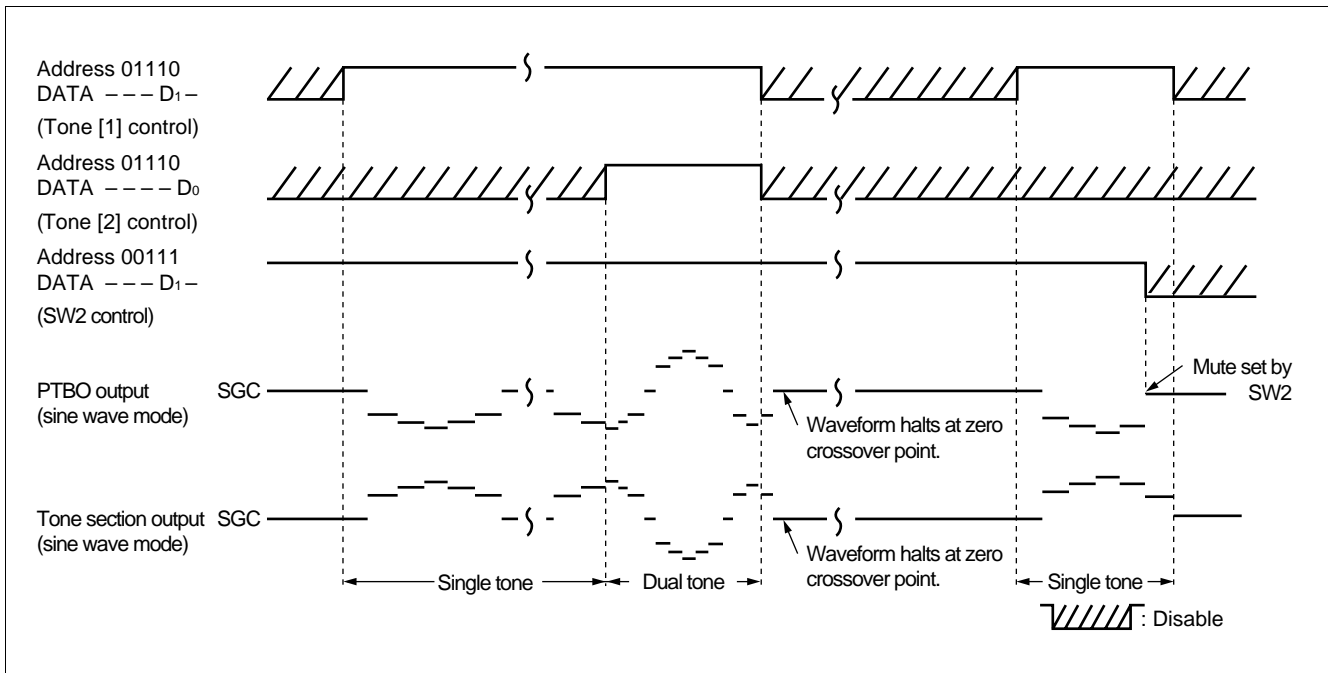 Address 01110
DATA – – – D1 –
(Tone [1] control)
Address 01110
DATA – – – – D0
(Tone [2] control)
Address 00111
DATA – – – D1 –
(SW2 control)
PTBO output
(sine wave mode)
SGC
Waveform halts at zero
crossover point.
Mute set by
SW2
Tone section output
(sine wave mode)
SGC
Waveform halts at zero
crossover point.
Single tone
Dual tone
Single tone
: Disable